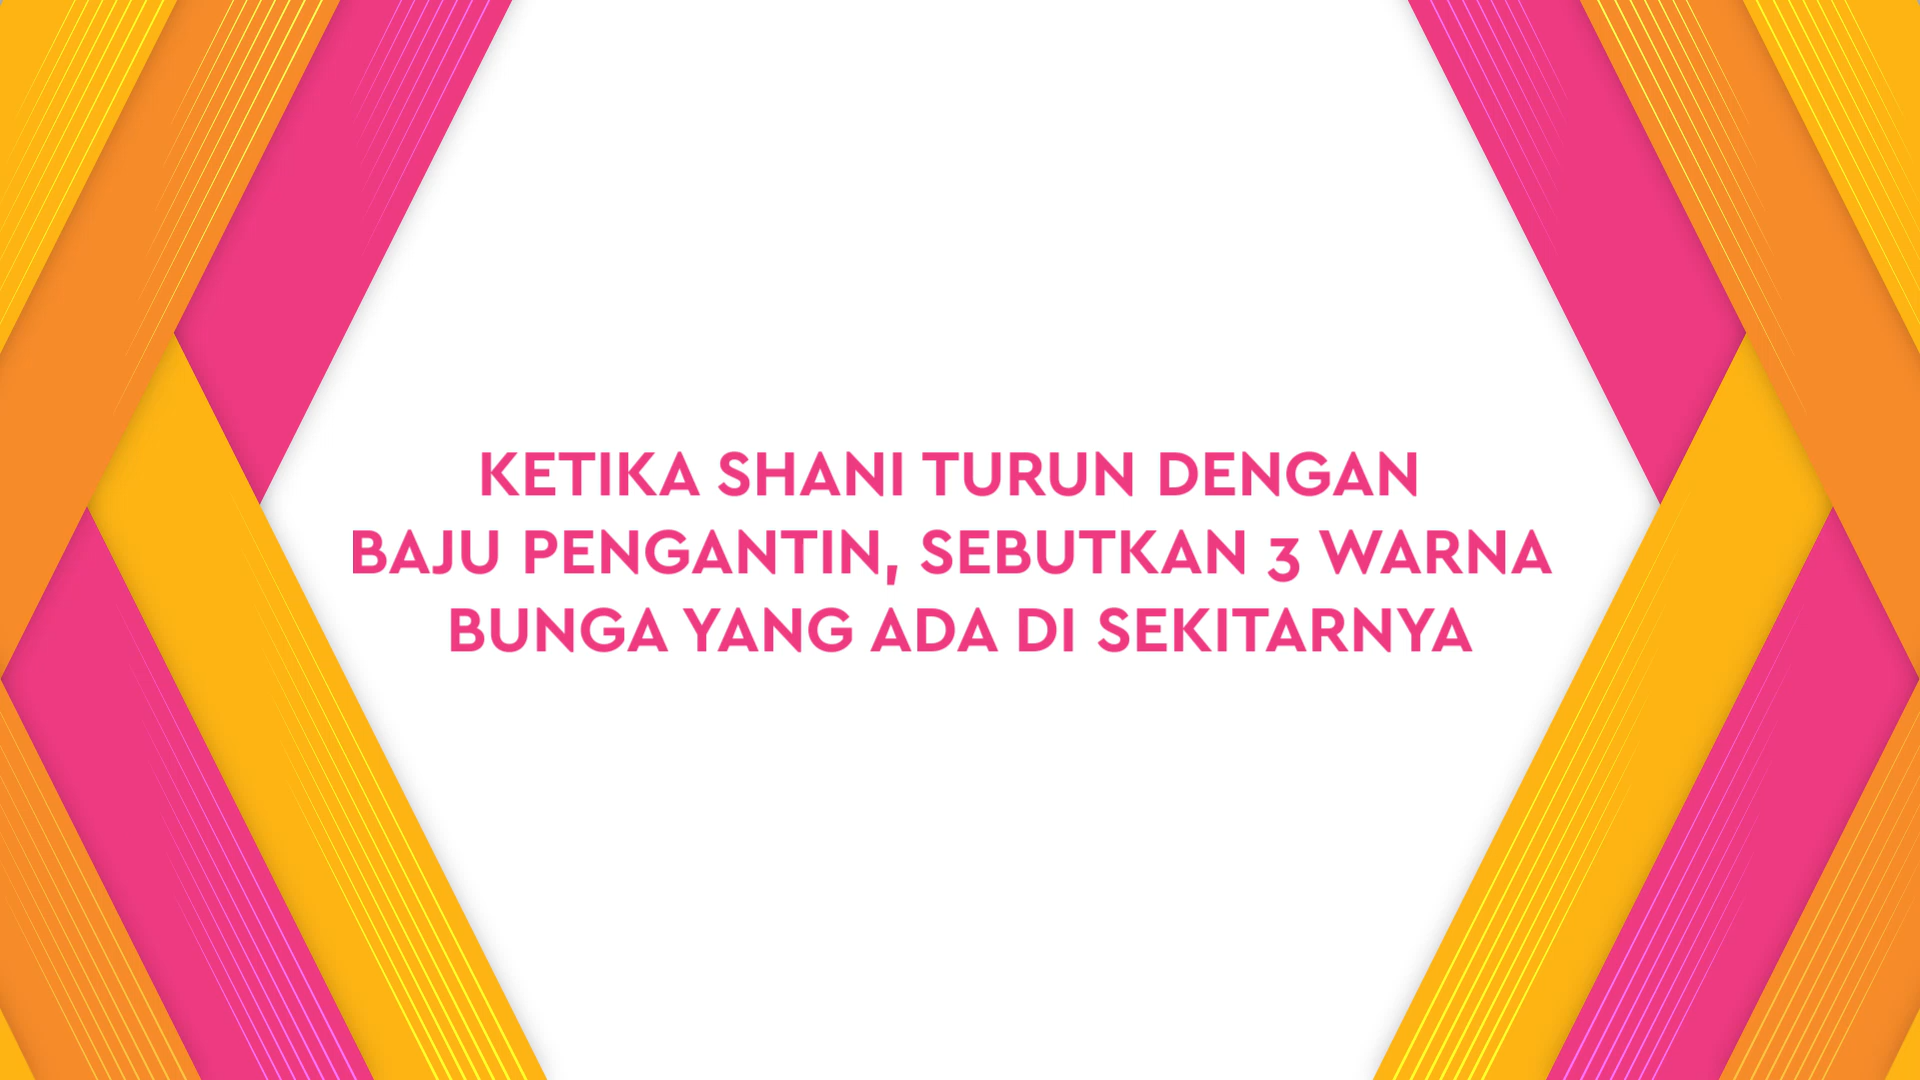 KETIKA SHANI TURUN DENGAN
BAJU PENGANTIN, SEBUTKAN 3 WARNA
BUNGA YANG ADA DI SEKITARNYA